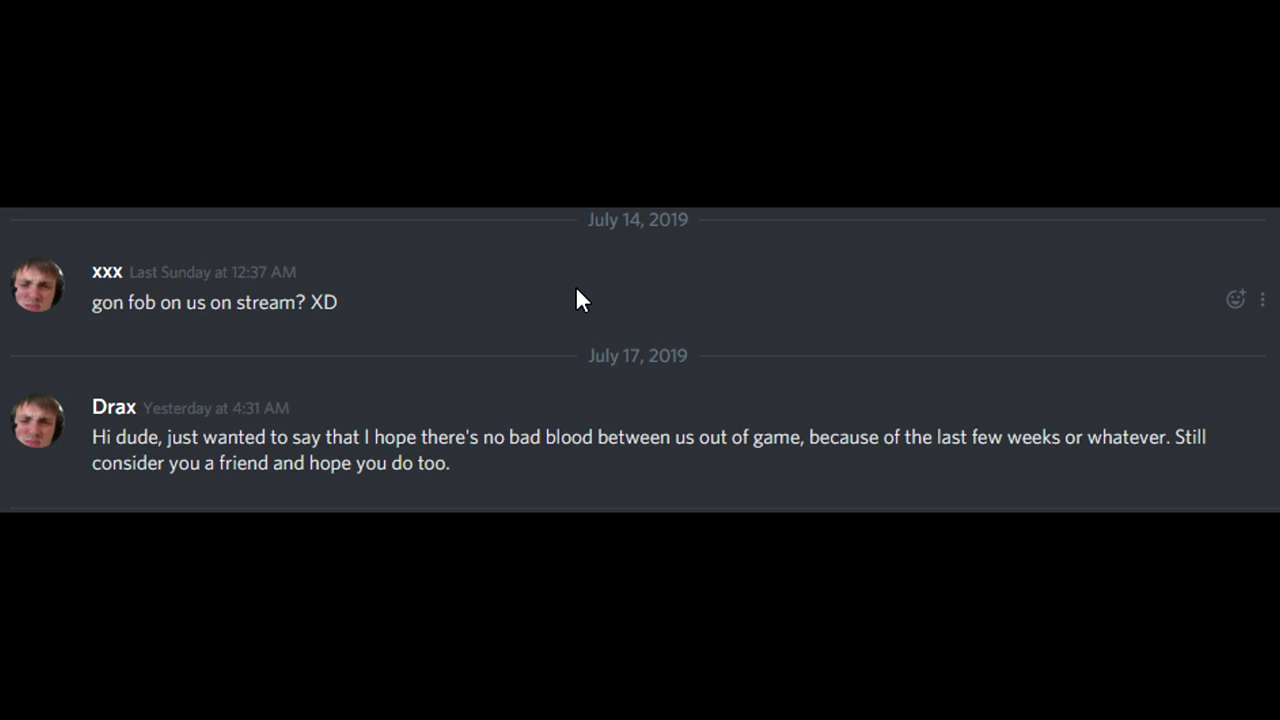 July 14, 2019
xxx Last Sunday at 12:37 AM
gon fob on us on stream? XD
July 17, 2019
Drax Yesterday at 4:31 AM
Hi dude, just wanted to say that I hope there's no bad blood between us out of game, because of the last few weeks or whatever. Still
consider you a friend and hope you do too.